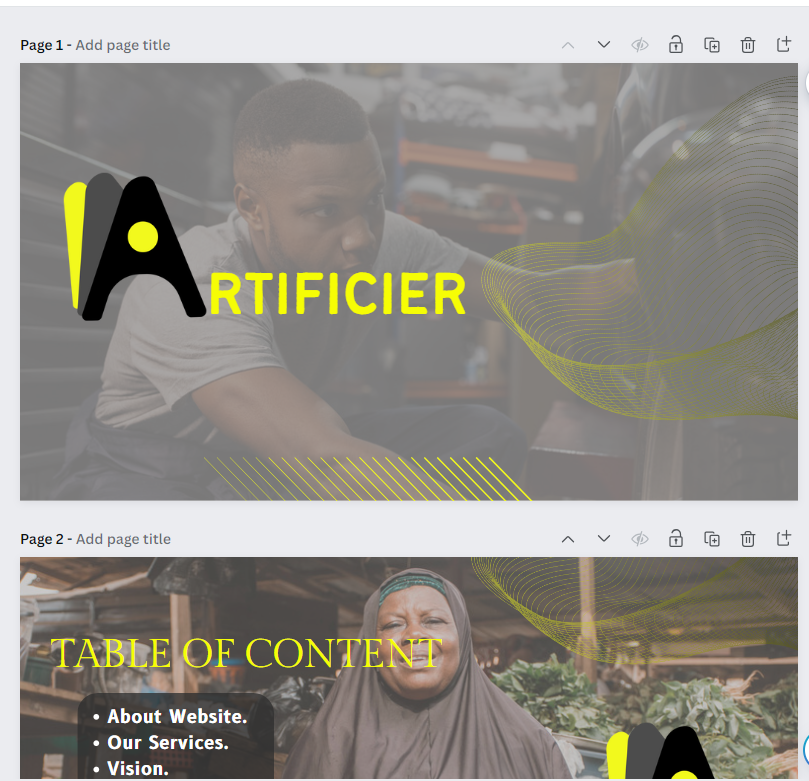 Page 1 - Add page title
ARTIFICIER
Page 2 - Add page title
TABLE OF CONTENT
• About Website.
• Our Services.
• Vision.